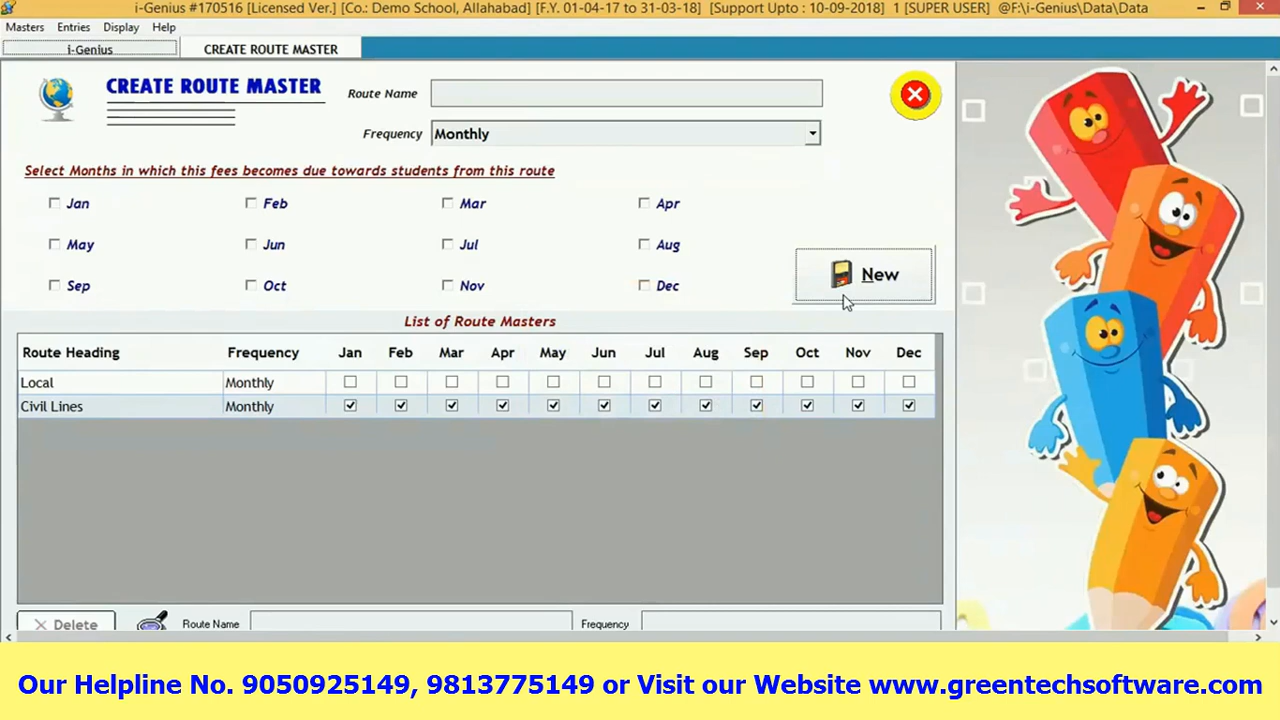 i-Genius #170516 [Licensed Ver.] [Co.: Demo School, Allahabad] [F.Y. 01-04-17 to 31-03-18] [Support Upto : 10-09-2018] 1 [SUPER USER] @F:\i-Genius\Data\Data
Masters Entries Display Help
i-Genius CREATE ROUTE MASTER
CREATE ROUTE MASTER
Route Name
Frequency Monthly
Select Months in which this fees becomes due towards students from this route
Jan Feb Mar Apr
May Jun Jul Aug
Sep Oct Nov Dec
New
List of Route Masters
Route Heading Frequency Jan Feb Mar Apr May Jun Jul Aug Sep Oct Nov Dec
Local Monthly
Civil Lines Monthly
Delete Route Name Frequency
Our Helpline No. 9050925149, 9813775149 or Visit our Website www.greentechsoftware.com